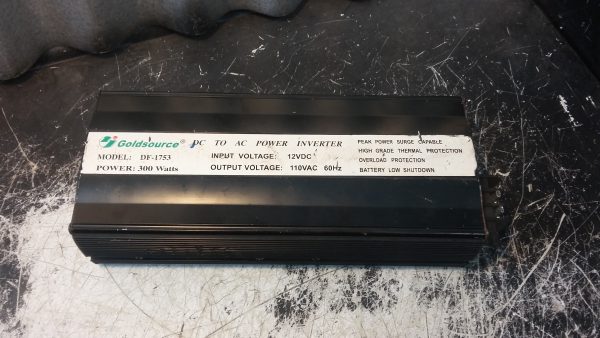 Goldsource® DC TO AC POWER INVERTER
MODEL: DF-1753
POWER: 300 Watts
INPUT VOLTAGE: 12VDC
OUTPUT VOLTAGE: 110VAC 60Hz
PEAK POWER SURGE CAPABLE
HIGH GRADE THERMAL PROTECTION
OVERLOAD PROTECTION
BATTERY LOW SHUTDOWN